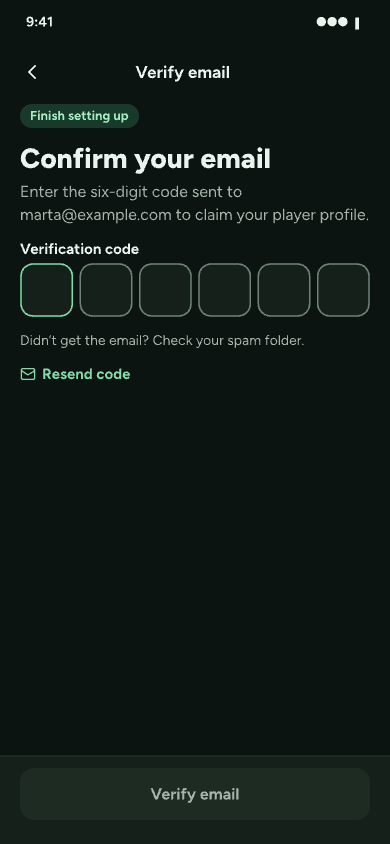 9:41
Verify email
Finish setting up
Confirm your email
Enter the six-digit code sent to
marta@example.com to claim your player profile.
Verification code
Didn’t get the email? Check your spam folder.
Resend code
Verify email